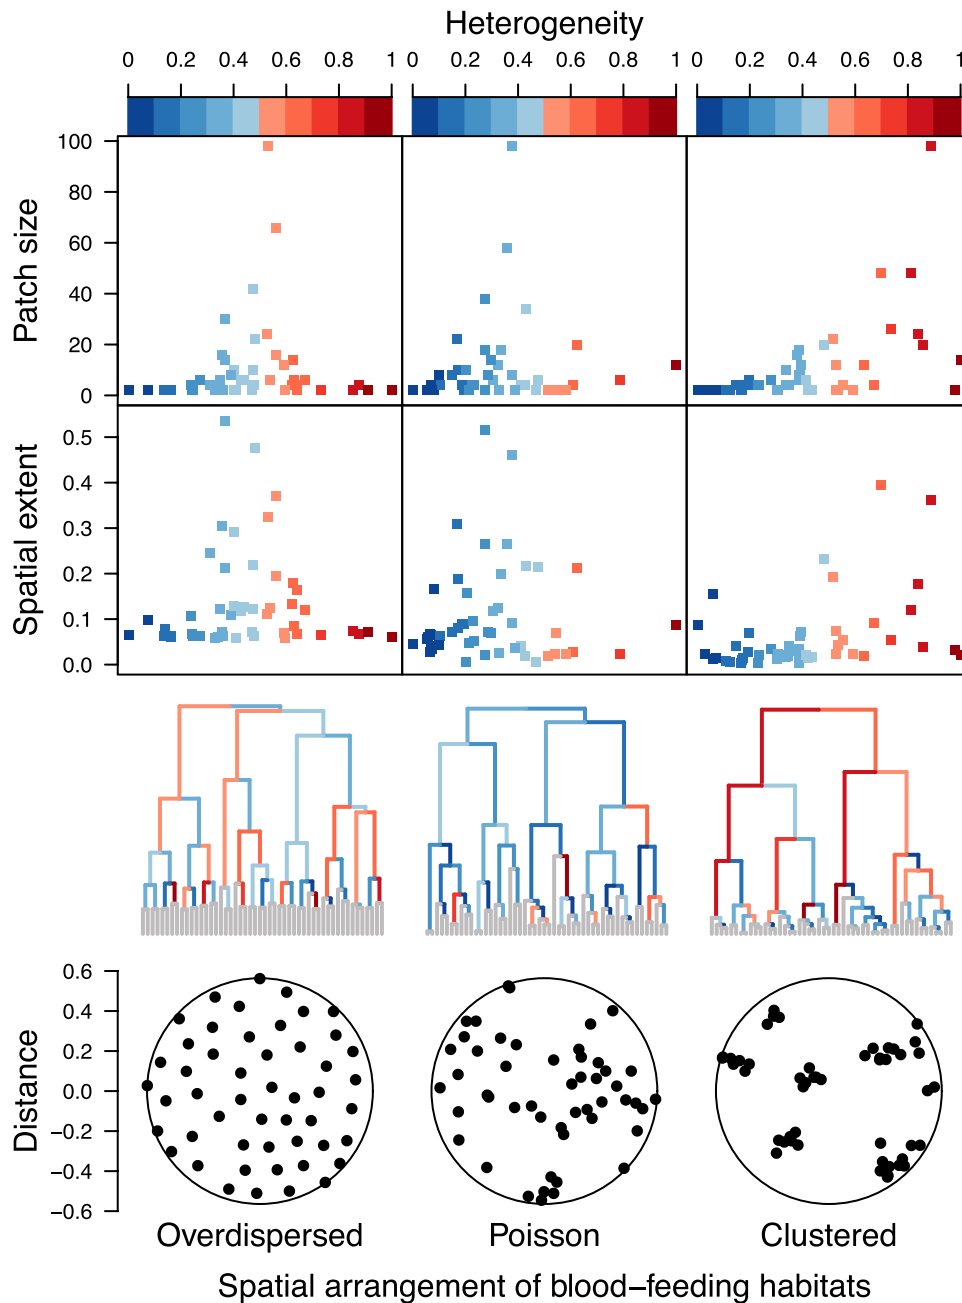 Heterogeneity
0 0.2 0.4 0.6 0.8 1 0 0.2 0.4 0.6 0.8 1 0 0.2 0.4 0.6 0.8 1
Patch size
100
80
60
40
20
0
Spatial extent
0.5
0.4
0.3
0.2
0.1
0.0
Distance
0.6
0.4
0.2
0.0
−0.2
−0.4
−0.6
Overdispersed Poisson Clustered
Spatial arrangement of blood−feeding habitats